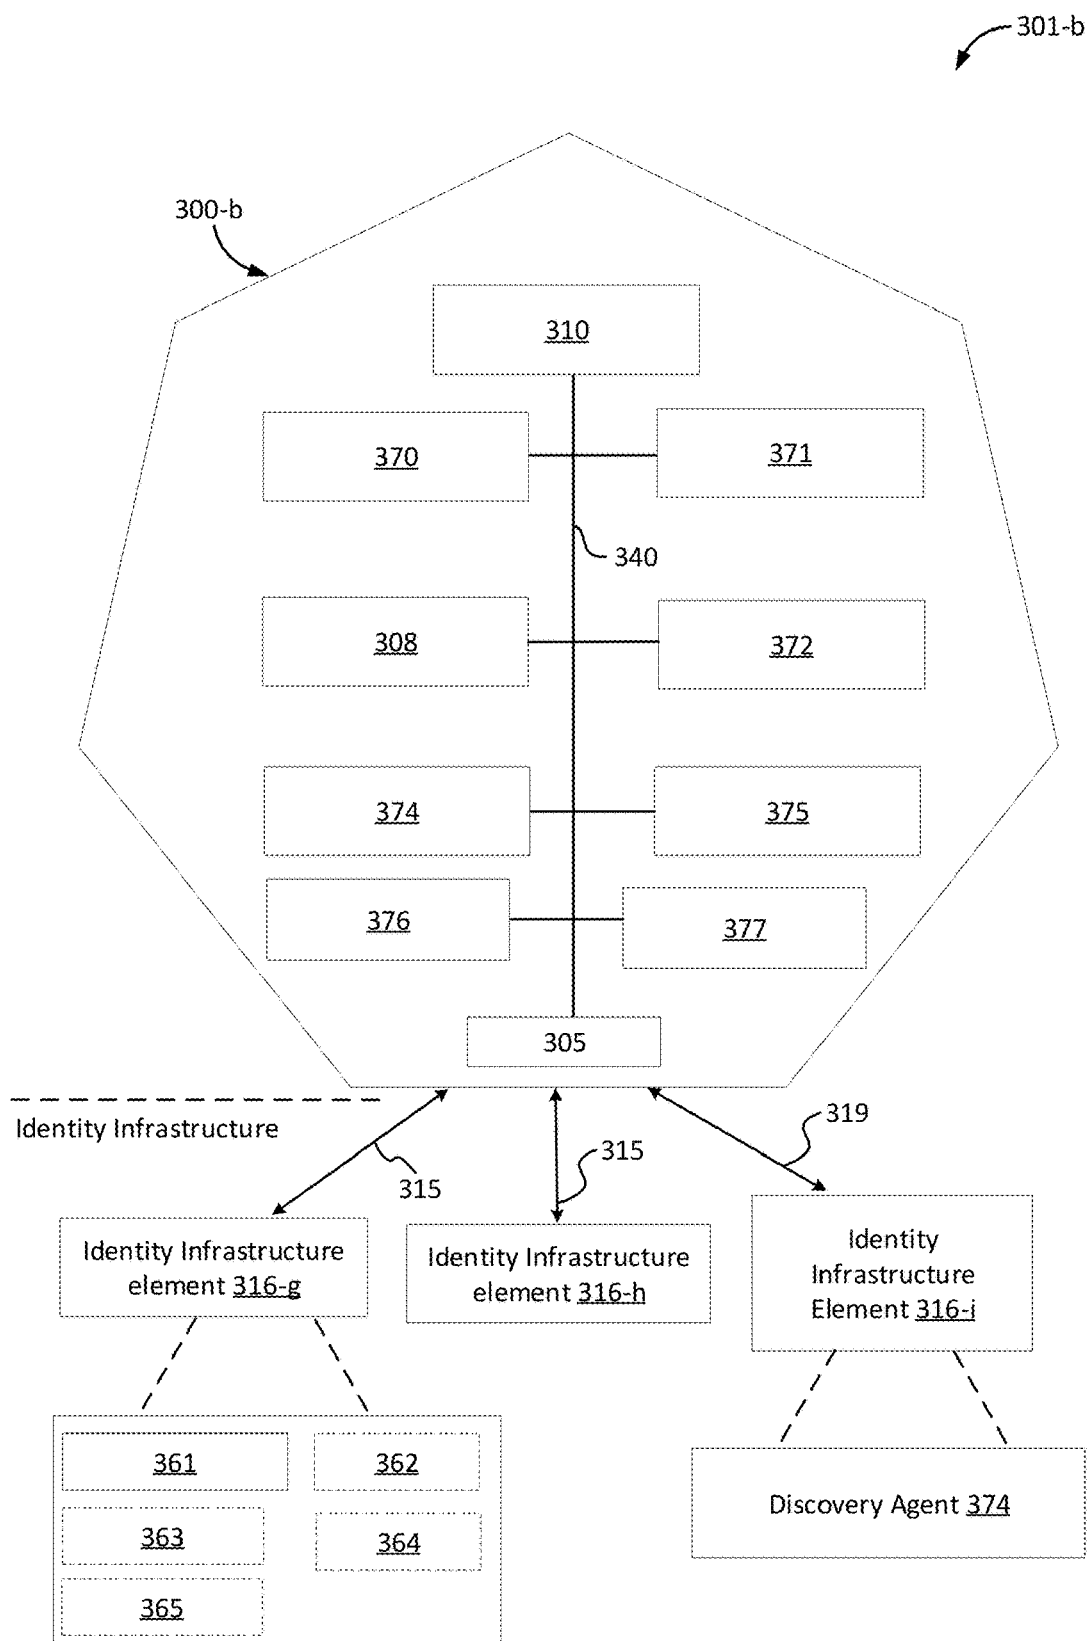 301-b
300-b
310
370
371
340
308
372
374
375
376
377
305
Identity Infrastructure
315
315
319
Identity Infrastructure
element 316-g
Identity Infrastructure
element 316-h
Identity
Infrastructure
Element 316-i
361
362
363
364
365
Discovery Agent 374